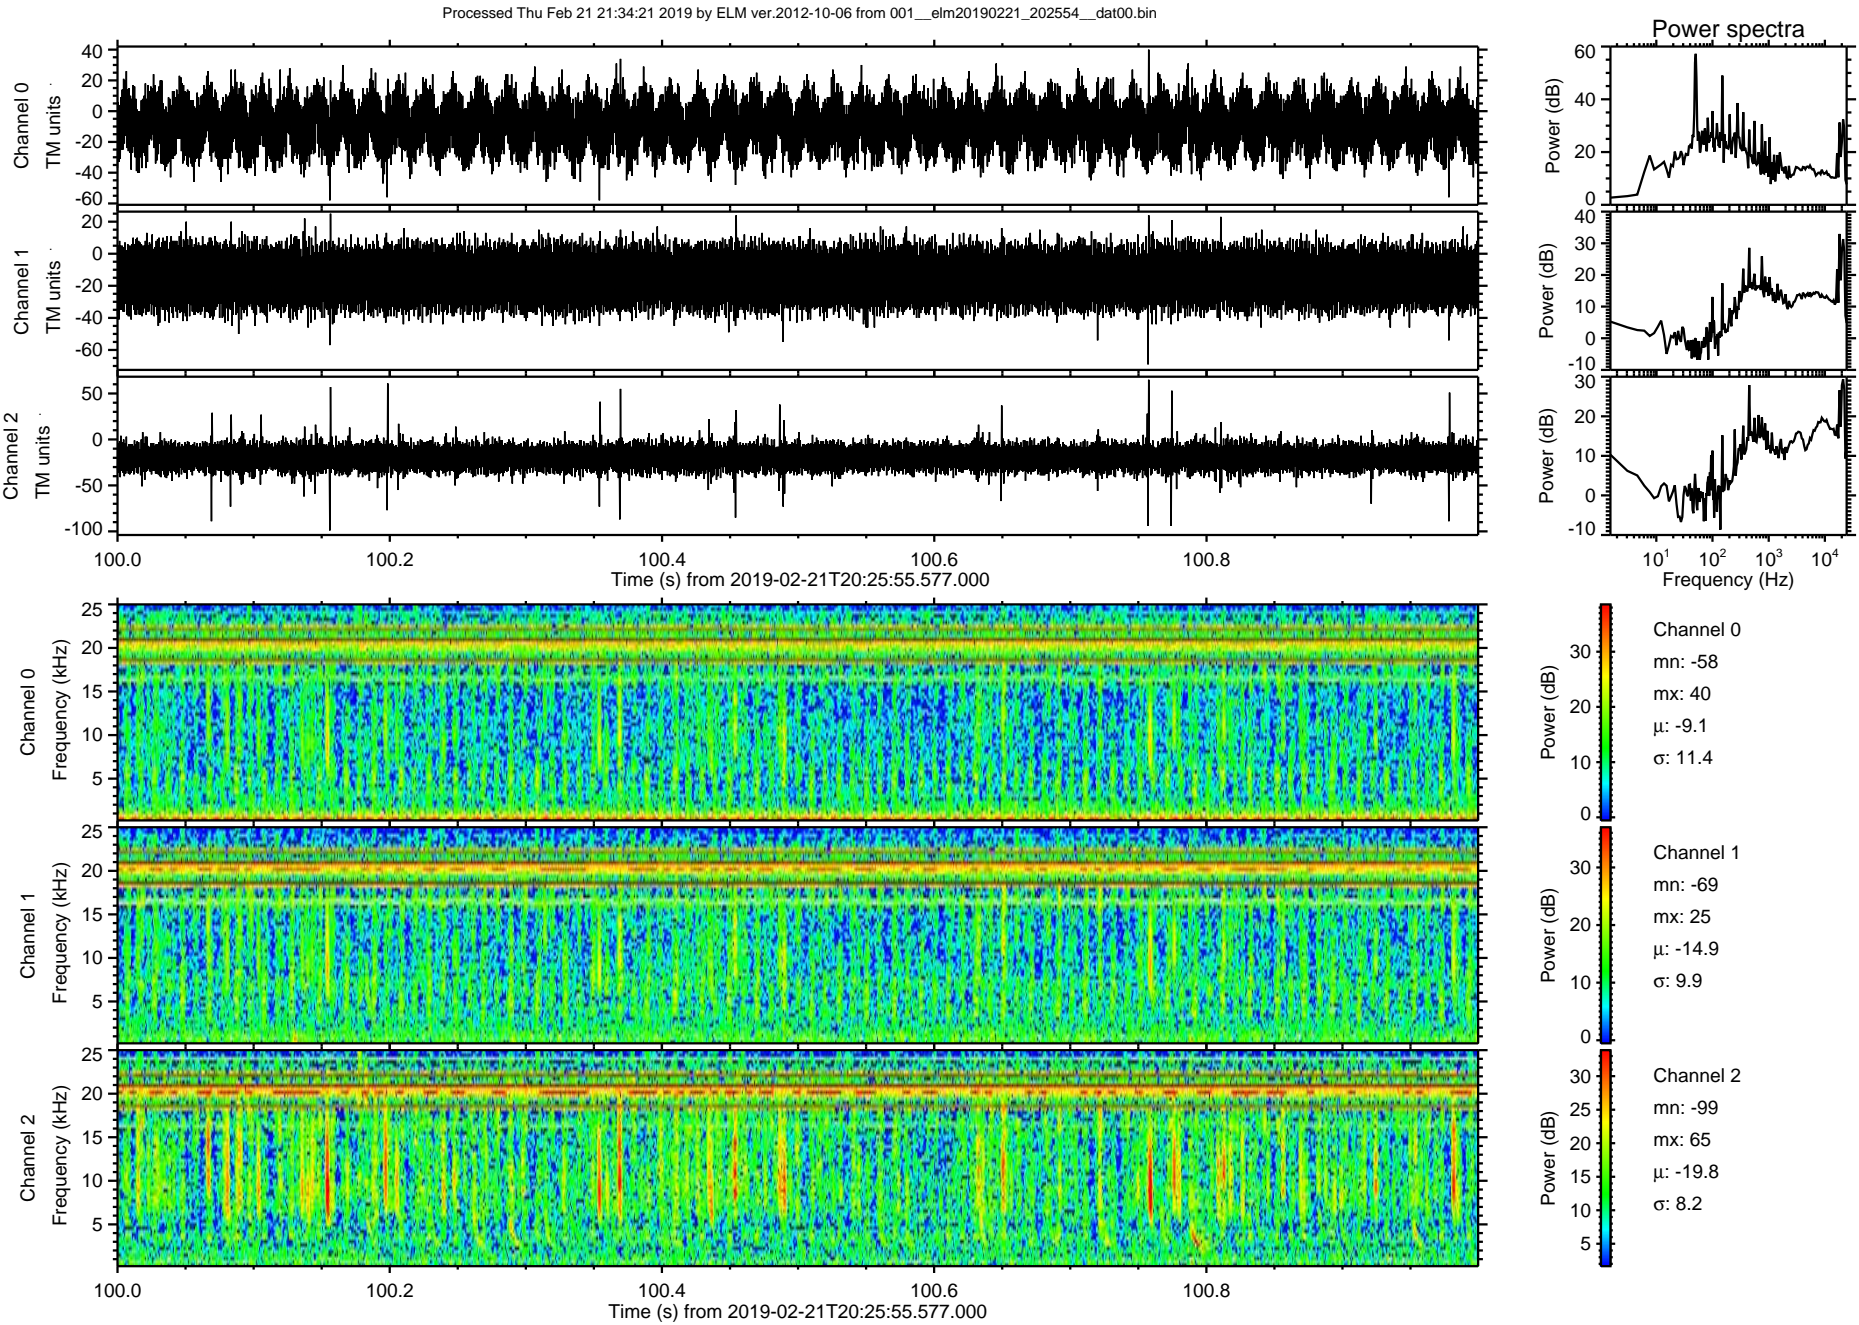 Processed Thu Feb 21 21:34:21 2019 by ELM ver.2012-10-06 from 001__elm20190221_202554__dat00.bin
Power spectra
Channel 0
TM units
40
20
0
-20
-40
-60
Power (dB)
60
40
20
0
Channel 1
TM units
20
0
-20
-40
-60
Power (dB)
40
30
20
10
0
-10
Channel 2
TM units
50
0
-50
-100
Power (dB)
30
20
10
0
-10
100.0 100.2 100.4 100.6 100.8
Time (s) from 2019-02-21T20:25:55.577.000
10^1 10^2 10^3 10^4
Frequency (Hz)
Channel 0
Frequency (kHz)
25
20
15
10
5
Power (dB)
30
20
10
0
Channel 0
mn: -58
mx: 40
μ: -9.1
σ: 11.4
Channel 1
Frequency (kHz)
25
20
15
10
5
Power (dB)
30
20
10
0
Channel 1
mn: -69
mx: 25
μ: -14.9
σ: 9.9
Channel 2
Frequency (kHz)
25
20
15
10
5
Power (dB)
30
25
20
15
10
5
Channel 2
mn: -99
mx: 65
μ: -19.8
σ: 8.2
100.0 100.2 100.4 100.6 100.8
Time (s) from 2019-02-21T20:25:55.577.000